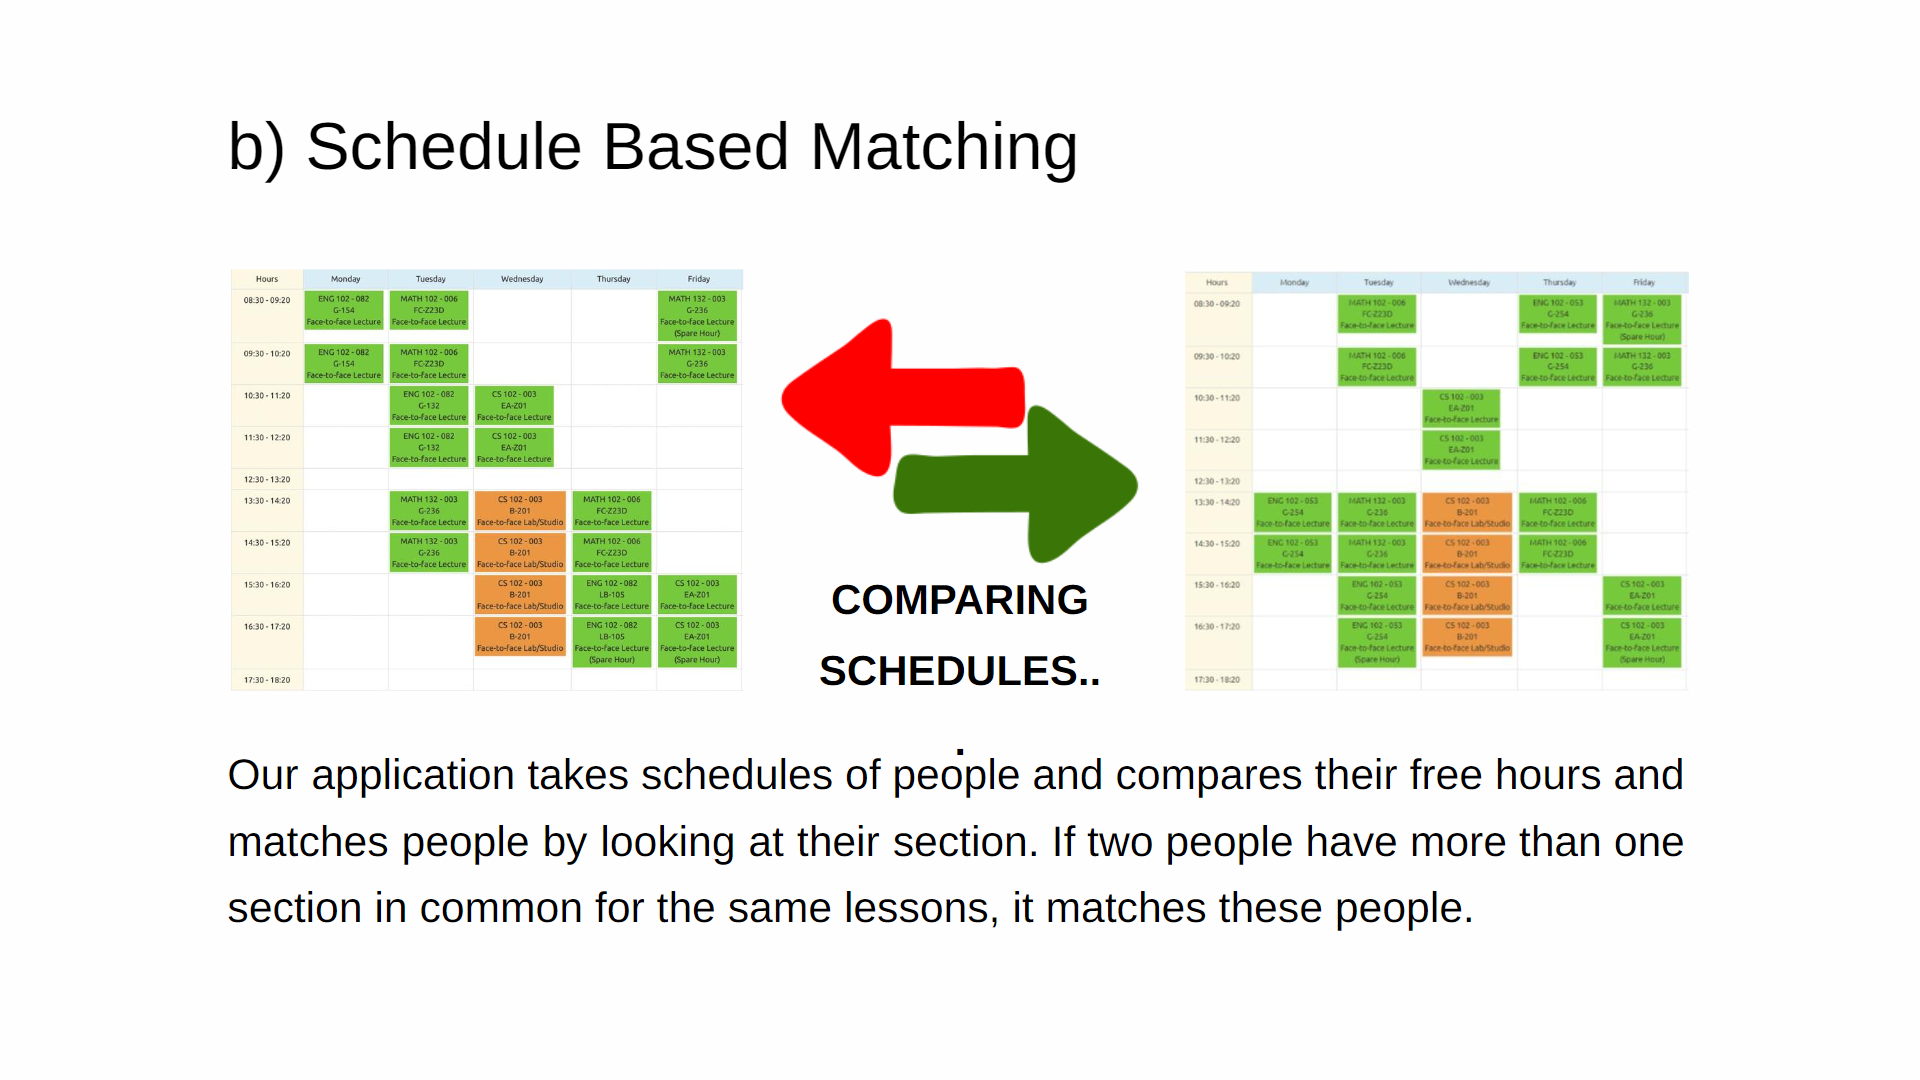 b) Schedule Based Matching
Hours Monday Tuesday Wednesday Thursday Friday
08:30 - 09:20 ENG 102 - 082 MATH 102 - 006 MATH 132 - 003
G-154 FC-Z23D G-236
Face-to-face Lecture Face-to-face Lecture Face-to-face Lecture
(Spare Hour)
09:30 - 10:20 ENG 102 - 082 MATH 102 - 006 MATH 132 - 003
G-154 FC-Z23D G-236
Face-to-face Lecture Face-to-face Lecture Face-to-face Lecture
10:30 - 11:20 ENG 102 - 082 CS 102 - 003
G-132 EA-Z01
Face-to-face Lecture Face-to-face Lecture
11:30 - 12:20 ENG 102 - 082 CS 102 - 003
G-132 EA-Z01
Face-to-face Lecture Face-to-face Lecture
12:30 - 13:20
13:30 - 14:20 MATH 132 - 003 CS 102 - 003 MATH 102 - 006
G-236 B-201 FC-Z23D
Face-to-face Lecture Face-to-face Lab/Studio Face-to-face Lecture
14:30 - 15:20 MATH 132 - 003 CS 102 - 003 MATH 102 - 006
G-236 B-201 FC-Z23D
Face-to-face Lecture Face-to-face Lab/Studio Face-to-face Lecture
15:30 - 16:20 CS 102 - 003 ENG 102 - 082 CS 102 - 003
B-201 LB-105 EA-Z01
Face-to-face Lab/Studio Face-to-face Lecture Face-to-face Lecture
16:30 - 17:20 CS 102 - 003 ENG 102 - 082 CS 102 - 003
B-201 LB-105 EA-Z01
Face-to-face Lab/Studio Face-to-face Lecture Face-to-face Lecture
(Spare Hour) (Spare Hour)
17:30 - 18:20
COMPARING
SCHEDULES..
.
Hours Monday Tuesday Wednesday Thursday Friday
08:30 - 09:20 MATH 102 - 006 ENG 102 - 053 MATH 132 - 003
FC-Z23D G-254 G-236
Face-to-face Lecture Face-to-face Lecture Face-to-face Lecture
(Spare Hour)
09:30 - 10:20 MATH 102 - 006 ENG 102 - 053 MATH 132 - 003
FC-Z23D G-254 G-236
Face-to-face Lecture Face-to-face Lecture Face-to-face Lecture
10:30 - 11:20 CS 102 - 003
EA-Z01
Face-to-face Lecture
11:30 - 12:20 CS 102 - 003
EA-Z01
Face-to-face Lecture
12:30 - 13:20
13:30 - 14:20 ENG 102 - 053 MATH 132 - 003 CS 102 - 003 MATH 102 - 006
G-254 G-236 B-201 FC-Z23D
Face-to-face Lecture Face-to-face Lecture Face-to-face Lab/Studio Face-to-face Lecture
14:30 - 15:20 ENG 102 - 053 MATH 132 - 003 CS 102 - 003 MATH 102 - 006
G-254 G-236 B-201 FC-Z23D
Face-to-face Lecture Face-to-face Lecture Face-to-face Lab/Studio Face-to-face Lecture
15:30 - 16:20 ENG 102 - 053 CS 102 - 003 CS 102 - 003
G-254 B-201 EA-Z01
Face-to-face Lecture Face-to-face Lab/Studio Face-to-face Lecture
16:30 - 17:20 ENG 102 - 053 CS 102 - 003 CS 102 - 003
G-254 B-201 EA-Z01
Face-to-face Lecture Face-to-face Lab/Studio Face-to-face Lecture
(Spare Hour) (Spare Hour)
17:30 - 18:20
Our application takes schedules of people and compares their free hours and
matches people by looking at their section. If two people have more than one
section in common for the same lessons, it matches these people.